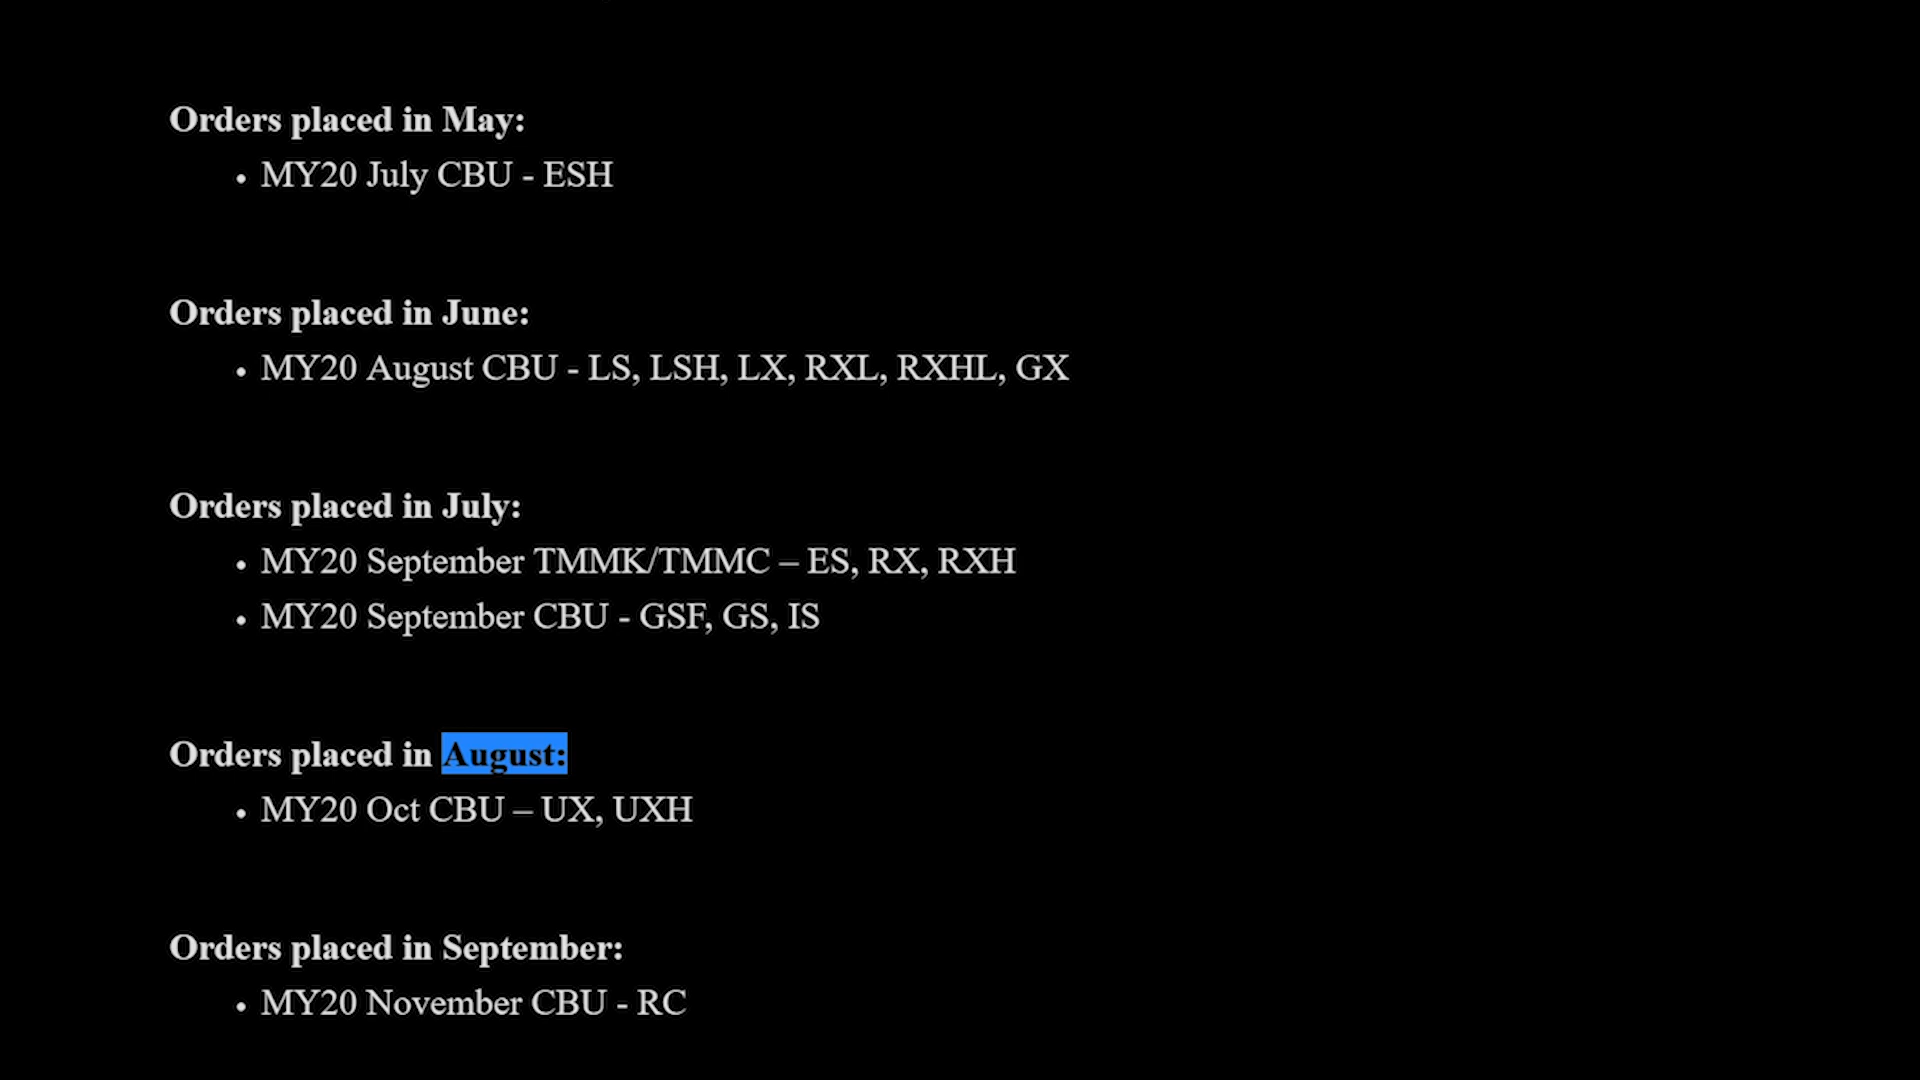 Orders placed in May:
• MY20 July CBU - ESH
Orders placed in June:
• MY20 August CBU - LS, LSH, LX, RXL, RXHL, GX
Orders placed in July:
• MY20 September TMMK/TMMC – ES, RX, RXH
• MY20 September CBU - GSF, GS, IS
Orders placed in August:
• MY20 Oct CBU – UX, UXH
Orders placed in September:
• MY20 November CBU - RC